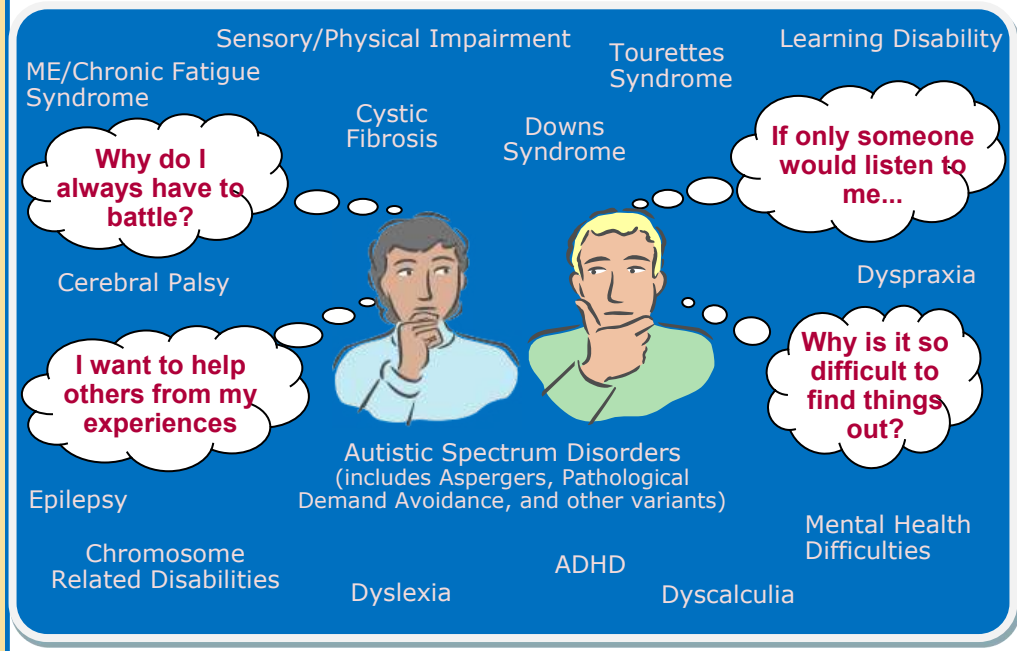 Sensory/Physical Impairment
Learning Disability
Tourettes
Syndrome
ME/Chronic Fatigue
Syndrome
Cystic
Fibrosis
Downs
Syndrome
Why do I
always have to
battle?
If only someone
would listen to
me...
Cerebral Palsy
Dyspraxia
I want to help
others from my
experiences
Why is it so
difficult to
find things
out?
Autistic Spectrum Disorders
(includes Aspergers, Pathological
Demand Avoidance, and other variants)
Epilepsy
Mental Health
Difficulties
Chromosome
Related Disabilities
ADHD
Dyslexia
Dyscalculia